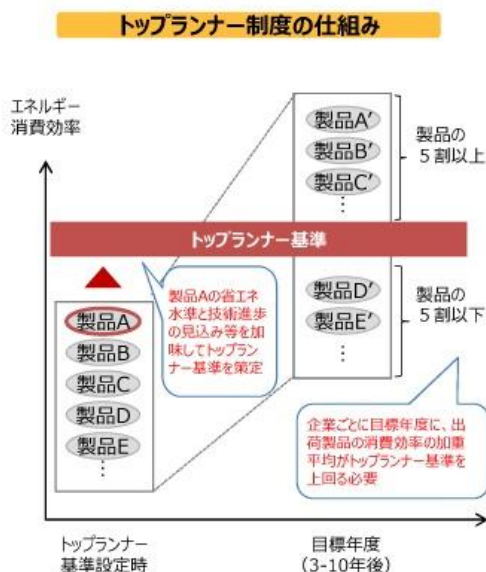 トップランナー制度の仕組み
エネルギー
消費効率
製品A′
製品B′
製品C′
⋮
製品の
5割以上
トップランナー基準
製品A
製品B
製品C
製品D
製品E
⋮
製品Aの省エネ
水準と技術進歩
の見込み等を加
味してトップラン
ナー基準を策定
製品D′
製品E′
⋮
製品の
5割以下
企業ごとに目標年度に、出
荷製品の消費効率の加重
平均がトップランナー基準を
上回る必要
トップランナー
基準設定時
目標年度
(3-10年後)